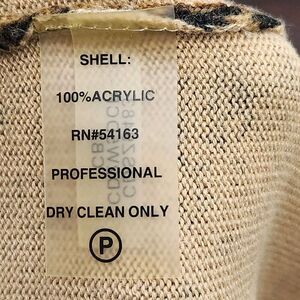 SHELL:
100%ACRYLIC
RN#54163
PROFESSIONAL
DRY CLEAN ONLY
P